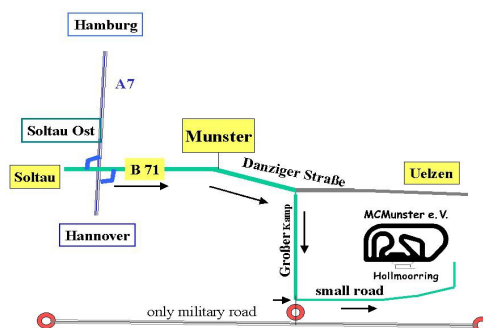 Hamburg
A7
Soltau Ost
Munster
Soltau
B 71
Danziger Straße
Uelzen
Hannover
Großer Kamp
MCMunster e. V.
Hollmoorring
small road
only military road